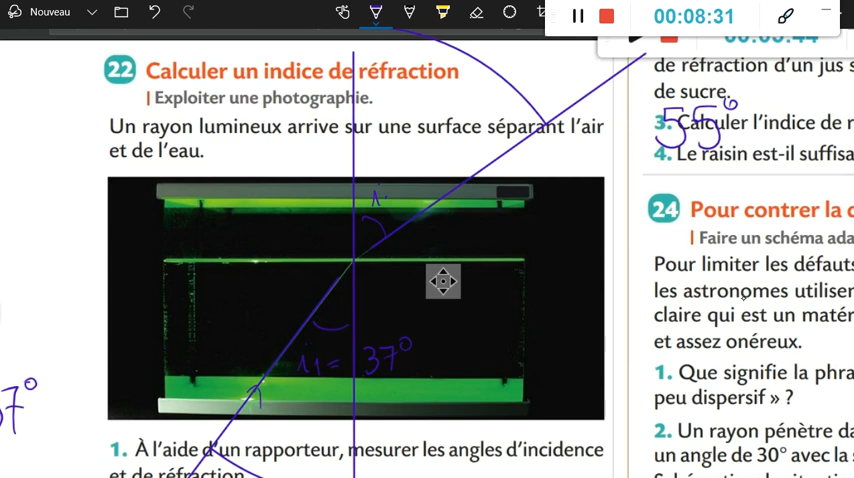 Nouveau
00:08:31
22 Calculer un indice de réfraction
| Exploiter une photographie.
Un rayon lumineux arrive sur une surface séparant l'air
et de l'eau.
i
i1 = 37°
7°
1. À l'aide d'un rapporteur, mesurer les angles d'incidence
et de réfraction
de réfraction d'un jus s
de sucre.
55°
3. Calculer l'indice de r
4. Le raisin est-il suffisa
24 Pour contrer la d
| Faire un schéma ada
Pour limiter les défauts
les astronomes utiliser
claire qui est un matér
et assez onéreux.
1. Que signifie la phra
peu dispersif » ?
2. Un rayon pénètre da
un angle de 30° avec la s